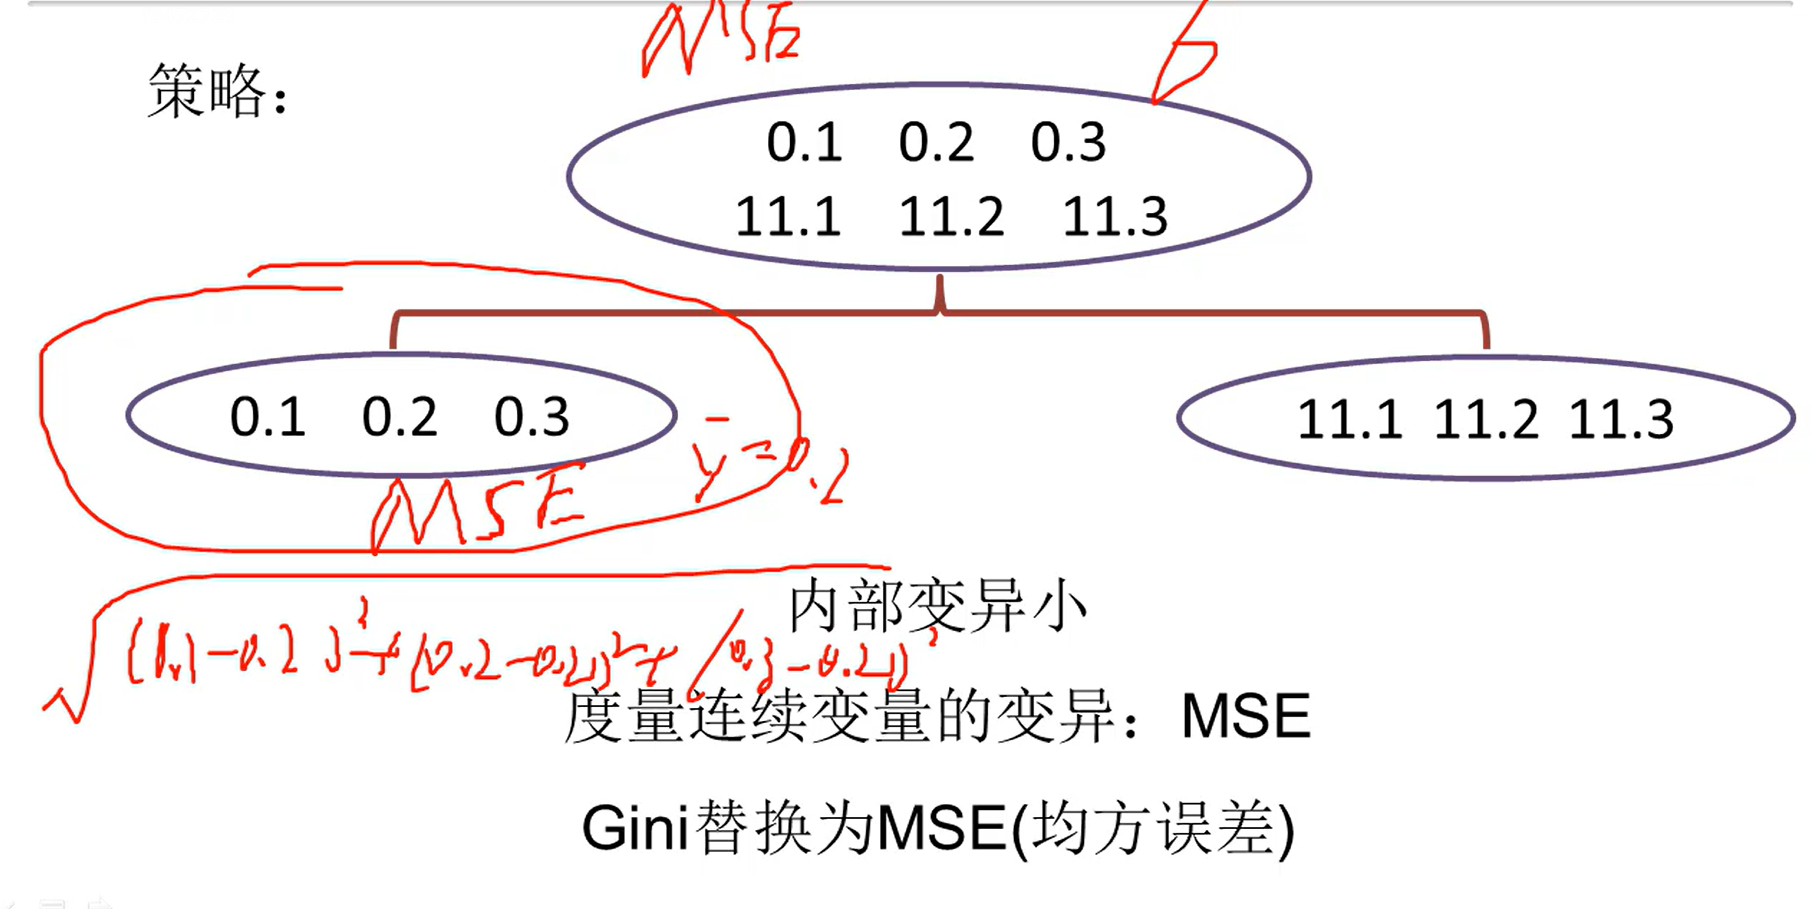 MSE
策略：
0.1 0.2 0.3
11.1 11.2 11.3
0.1 0.2 0.3
11.1 11.2 11.3
ȳ=0.2
MSE
内部变异小
√(0.1-0.2)²+(0.2-0.2)²+(0.3-0.2)²
度量连续变量的变异：MSE
Gini替换为MSE(均方误差)